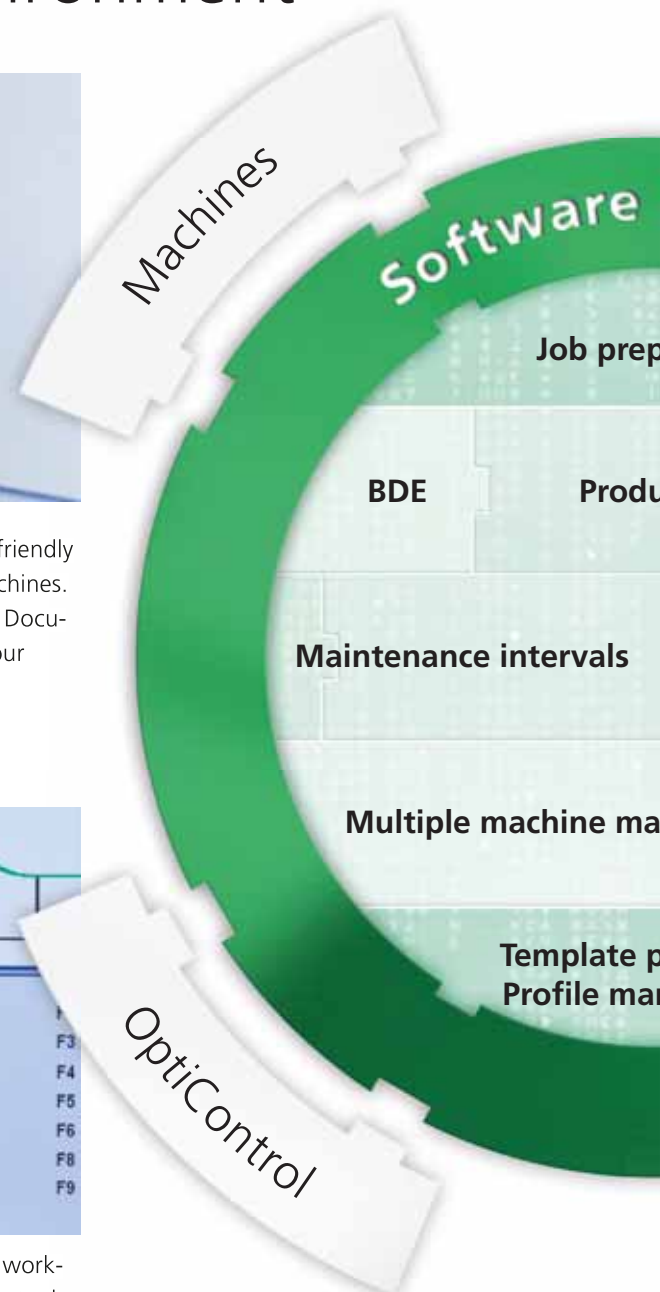 Machines
Software
Job prep
BDE
Produ
friendly
chines.
Docu-
our
Maintenance intervals
Multiple machine ma
Template p
Profile mar
F3
F4
F5
F6
F8
F9
OptiControl
work-